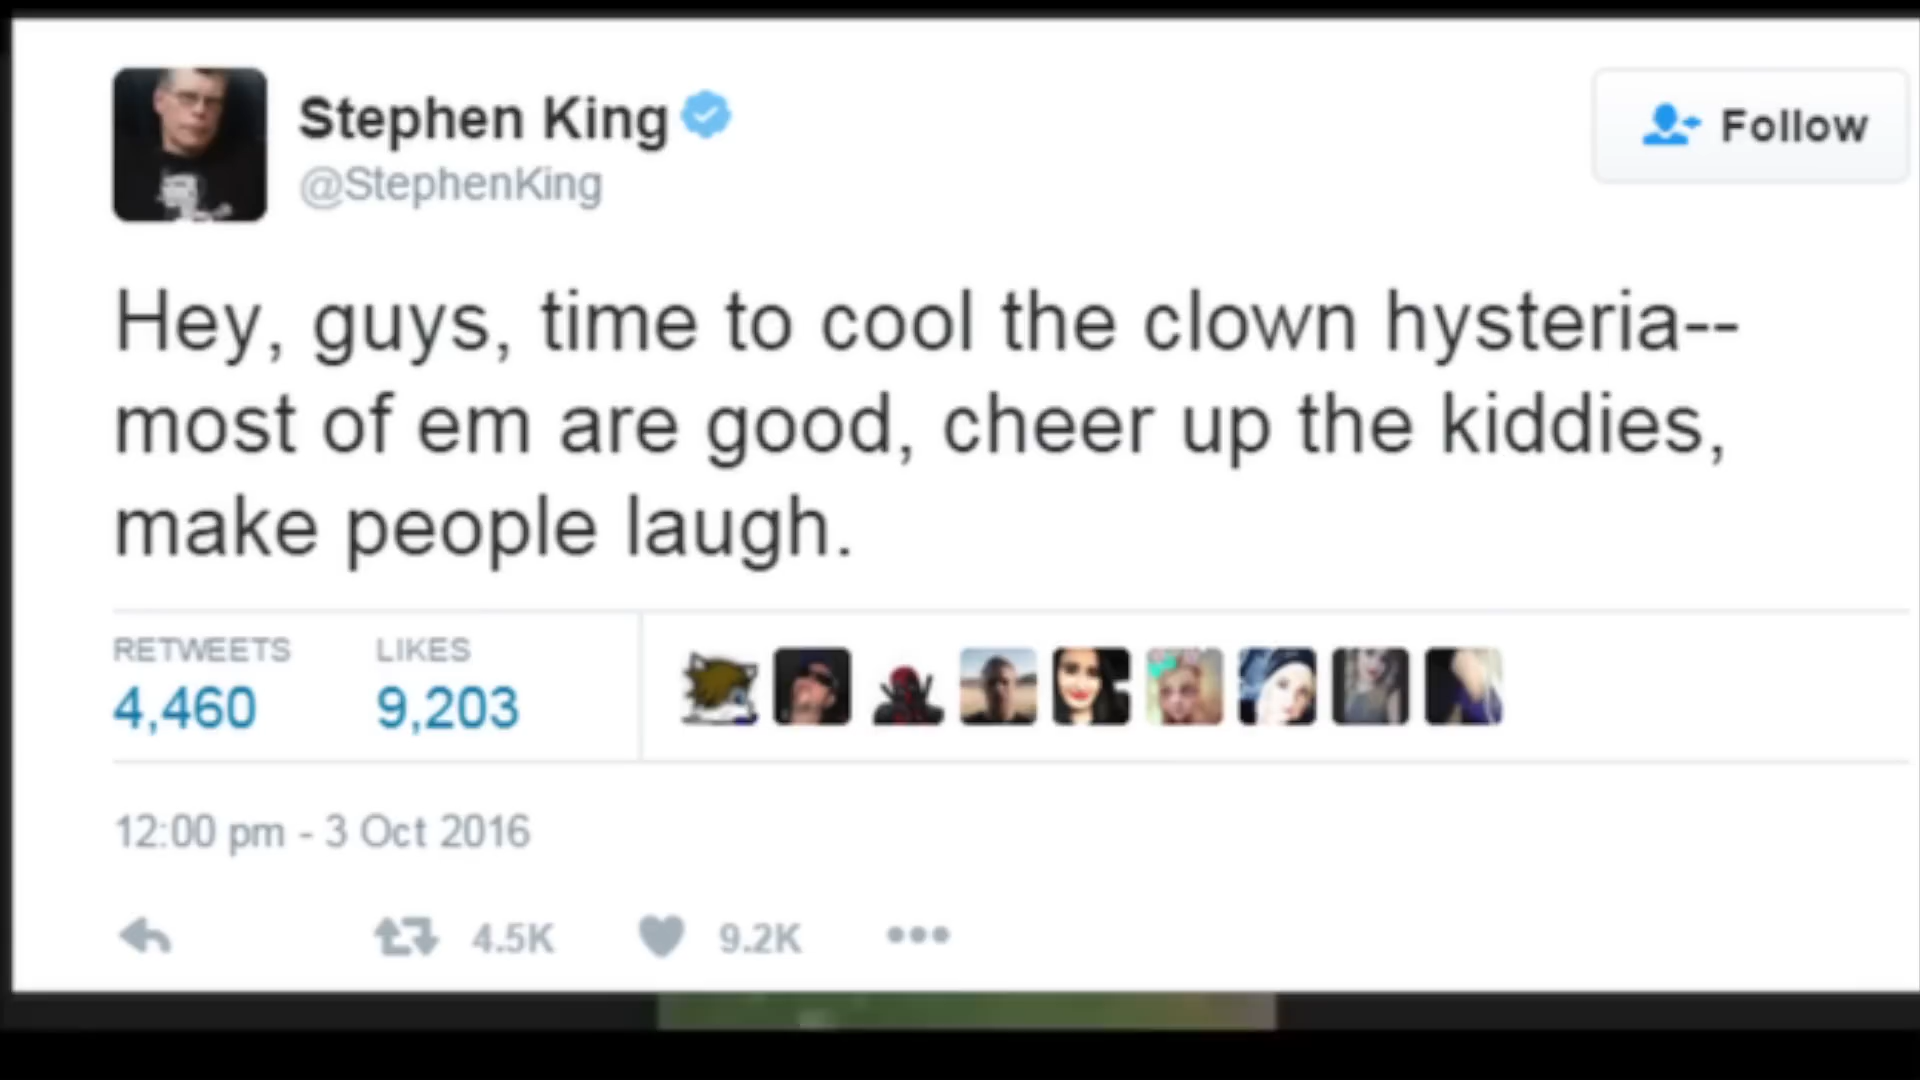 Stephen King
@StephenKing
Follow
Hey, guys, time to cool the clown hysteria--
most of em are good, cheer up the kiddies,
make people laugh.
RETWEETS LIKES
4,460 9,203
12:00 pm - 3 Oct 2016
4.5K 9.2K